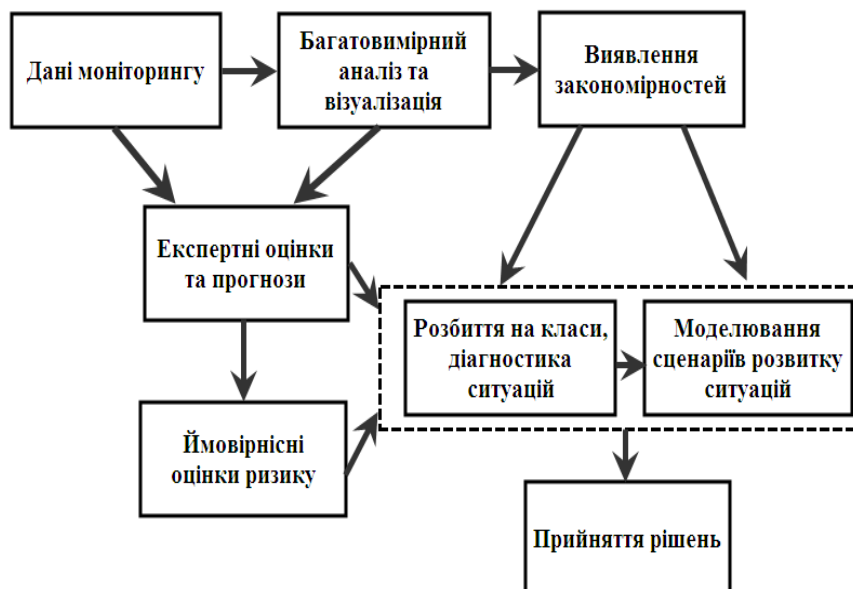 Дані моніторингу
Багатовимірний
аналіз та
візуалізація
Виявлення
закономірностей
Експертні оцінки
та прогнози
Розбиття на класи,
діагностика
ситуацій
Моделювання
сценаріїв розвитку
ситуацій
Ймовірнісні
оцінки ризику
Прийняття рішень